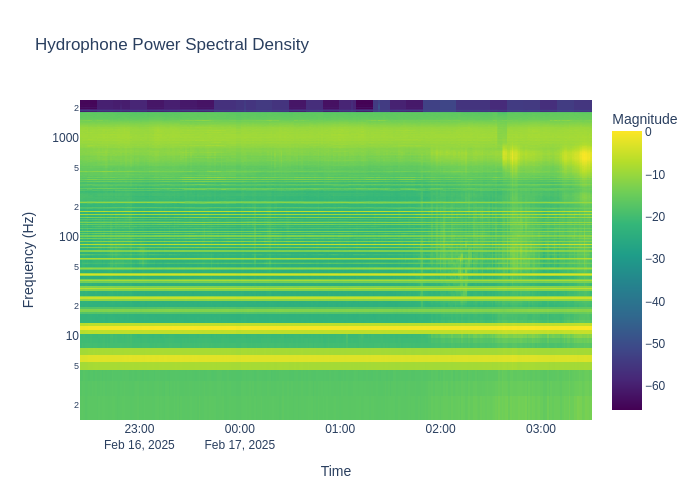 Hydrophone Power Spectral Density
Magnitude
Frequency (Hz)
2
1000
5
2
100
5
2
10
5
2
0
−10
−20
−30
−40
−50
−60
23:00 00:00 01:00 02:00 03:00
Feb 16, 2025 Feb 17, 2025
Time